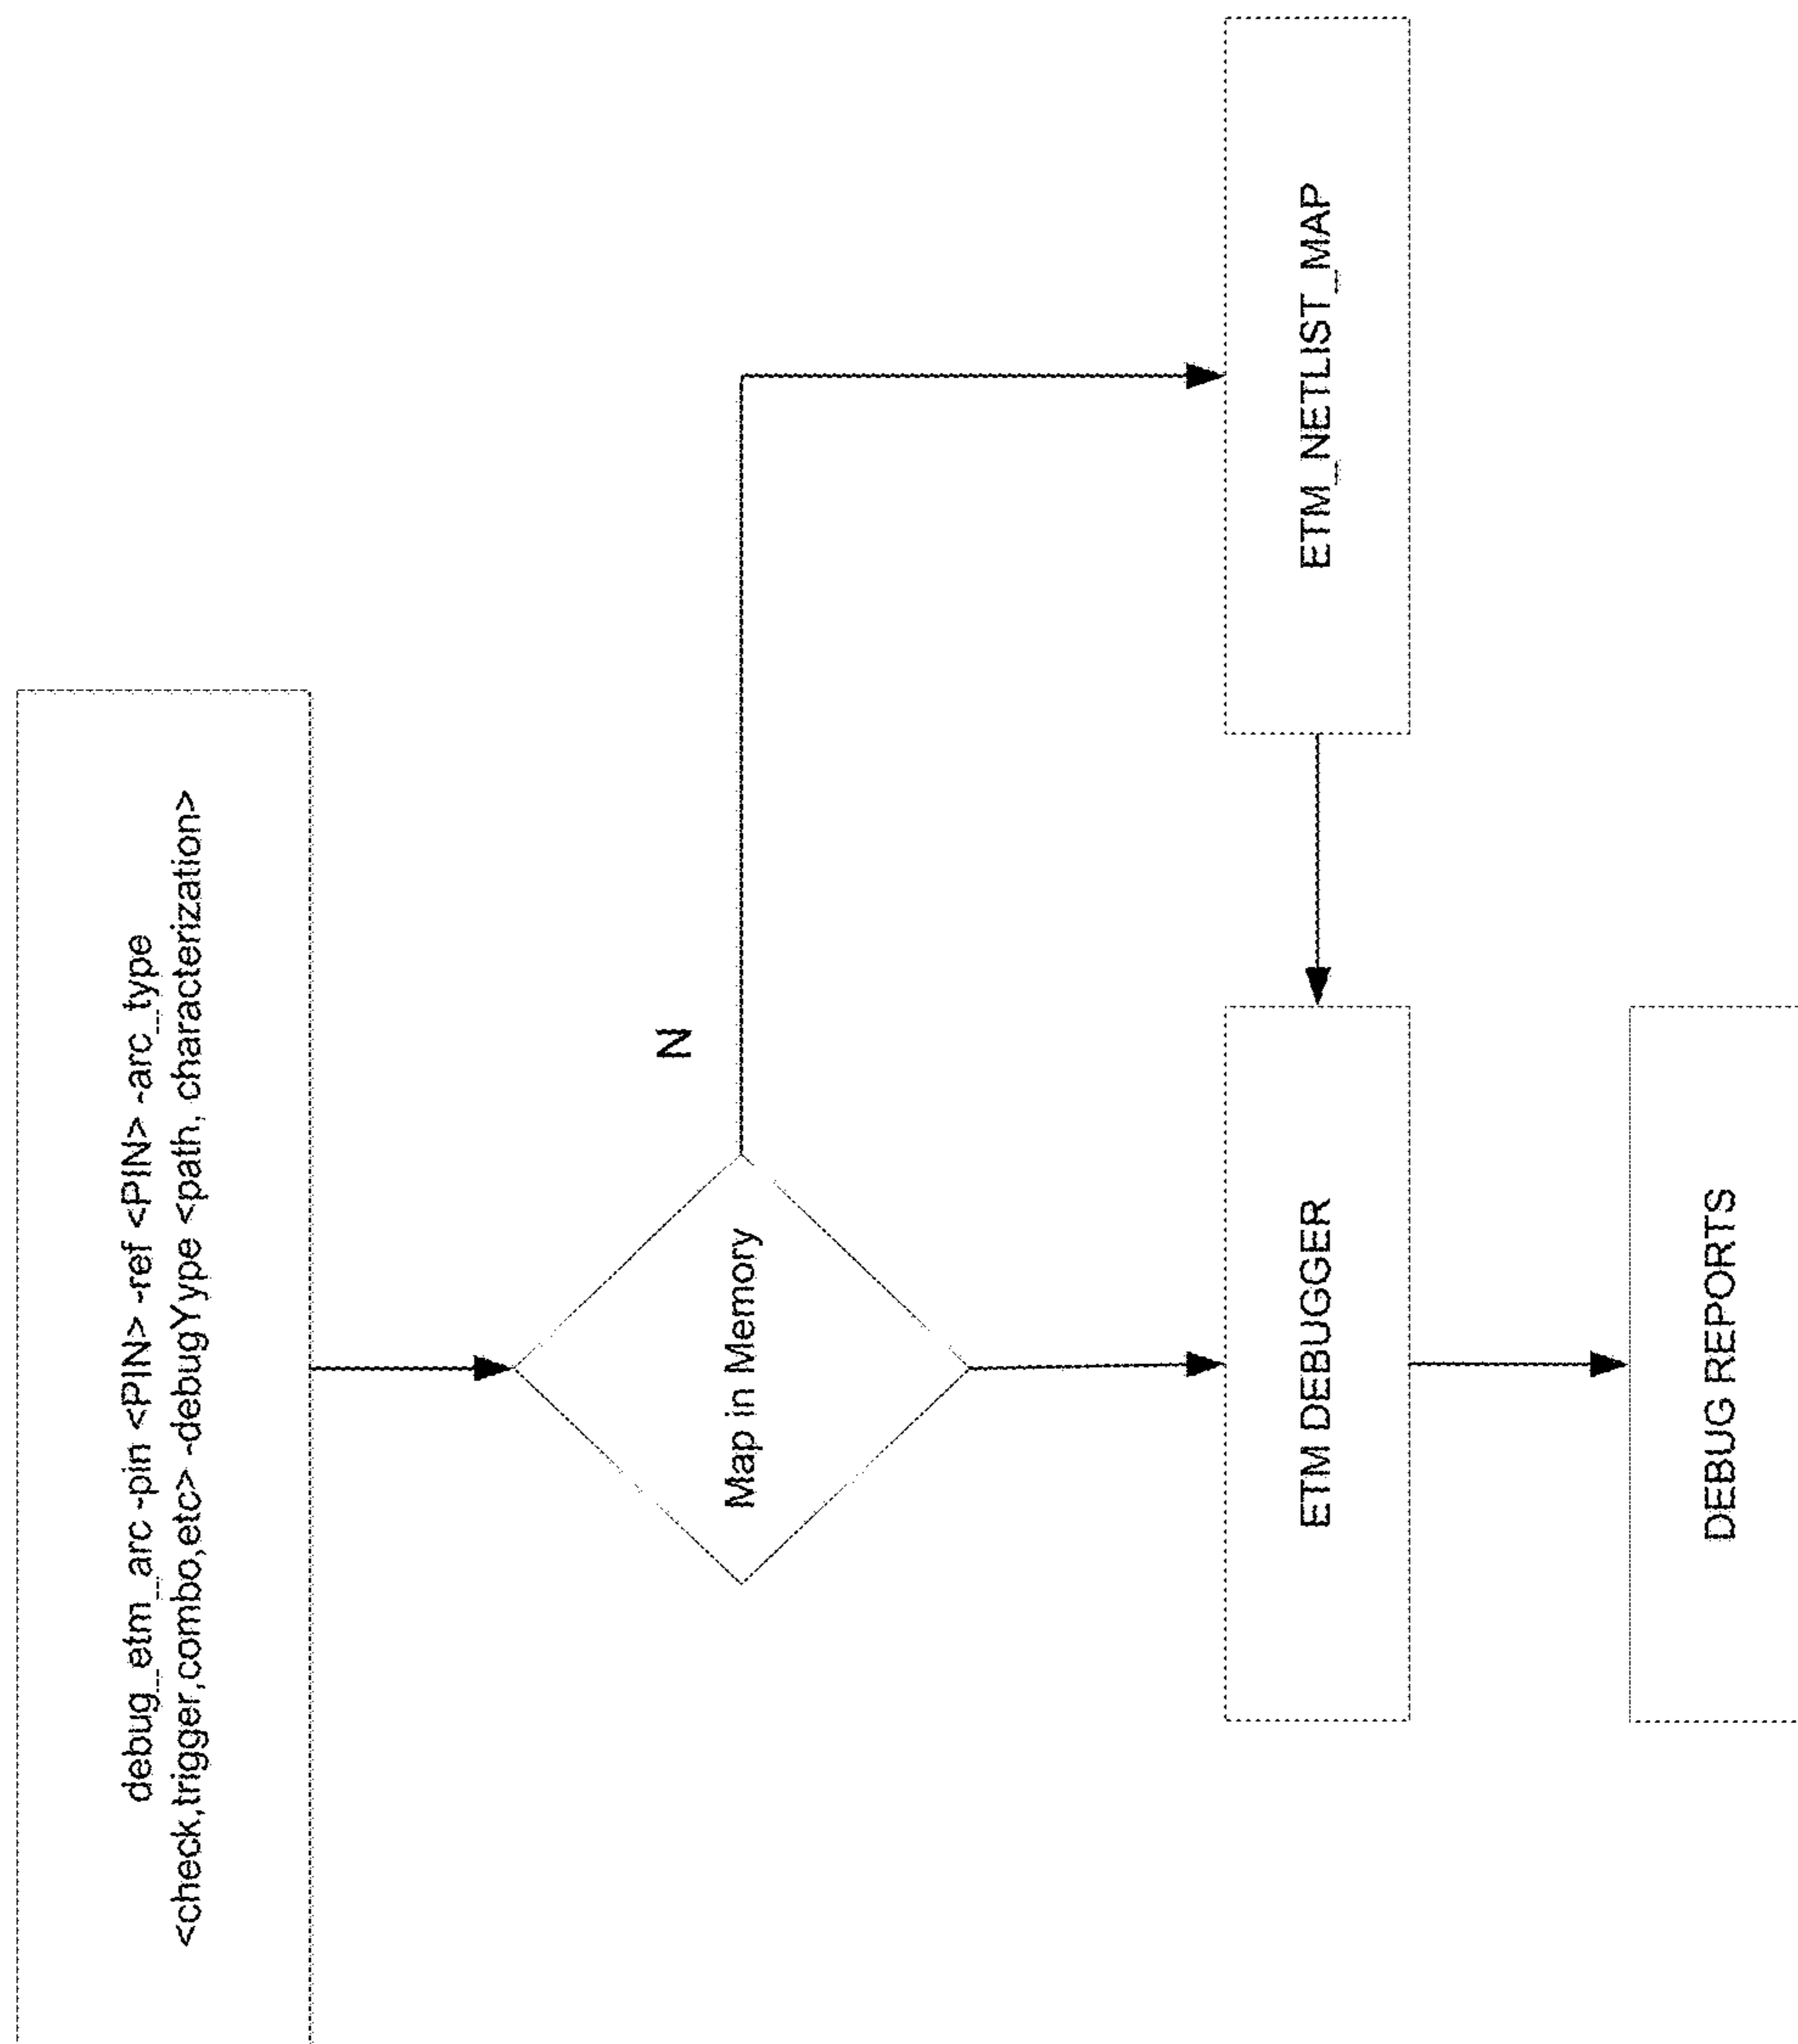 debug_etm_arc -pin <PIN> -ref <PIN> -arc_type
<check,trigger,combo,etc> -debugYype <path, characterization>
Map in Memory
N
ETM DEBUGGER
ETM_NETLIST_MAP
DEBUG REPORTS